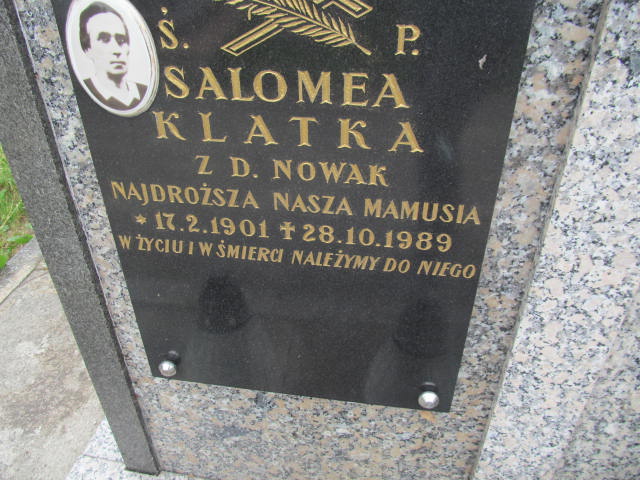 Ś. P.
SALOMEA
KLATKA
Z D. NOWAK
NAJDROŻSZA NASZA MAMUSIA
* 17.2.1901 ✝ 28.10.1989
W ŻYCIU I W ŚMIERCI NALEŻYMY DO NIEGO